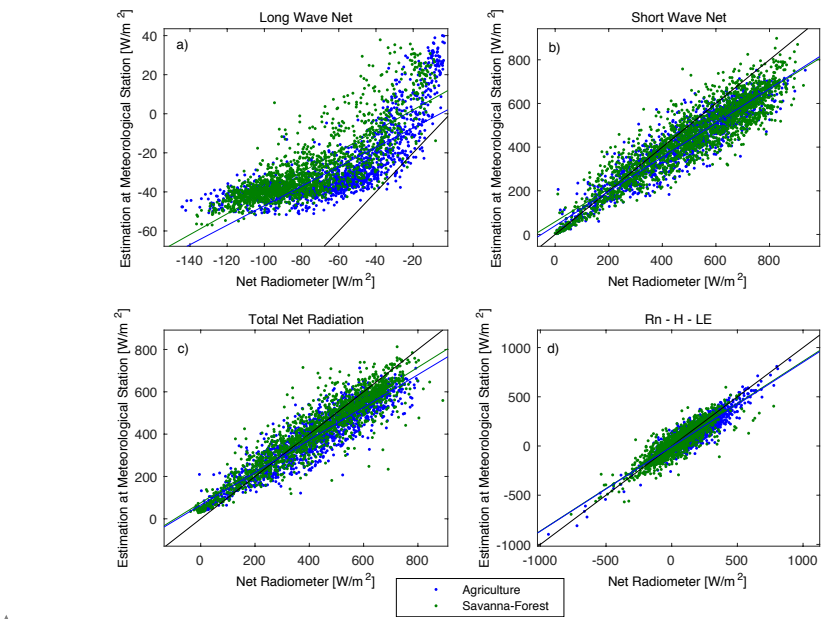 Long Wave Net
Estimation at Meteorological Station [W/m 2]
40
20
0
-20
-40
-60
a)
-140 -120 -100 -80 -60 -40 -20
Net Radiometer [W/m2]
Short Wave Net
Estimation at Meteorological Station [W/m 2]
800
600
400
200
0
b)
0 200 400 600 800
Net Radiometer [W/m2]
Total Net Radiation
Estimation at Meteorological Station [W/m 2]
800
600
400
200
0
c)
0 200 400 600 800
Net Radiometer [W/m2]
Rn - H - LE
Estimation at Meteorological Station [W/m 2]
1000
500
0
-500
-1000
d)
-1000 -500 0 500 1000
Net Radiometer [W/m2]
Agriculture
Savanna-Forest